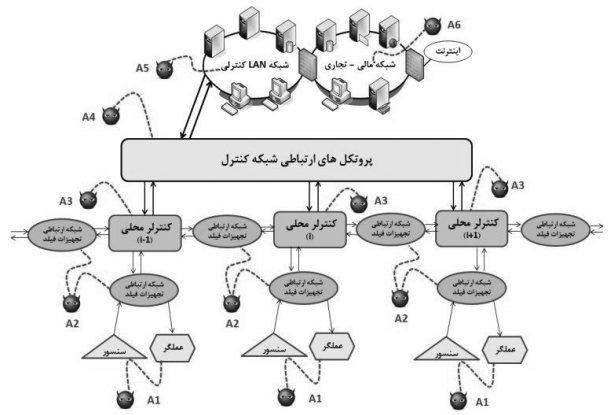 A6
A5
شبکه LAN کنترلی
شبکه مالی - تجاری
اینترنت
A4
پروتکل های ارتباطی شبکه کنترل
A3
A3
A3
شبکه ارتباطی
تجهیزات فیلد
کنترلر محلی
(i-1)
شبکه ارتباطی
تجهیزات فیلد
کنترلر محلی
(i)
شبکه ارتباطی
تجهیزات فیلد
کنترلر محلی
(i+1)
شبکه ارتباطی
تجهیزات فیلد
شبکه ارتباطی
تجهیزات فیلد
شبکه ارتباطی
تجهیزات فیلد
شبکه ارتباطی
تجهیزات فیلد
A2
A2
A2
سنسور
عملگر
سنسور
عملگر
سنسور
عملگر
A1
A1
A1